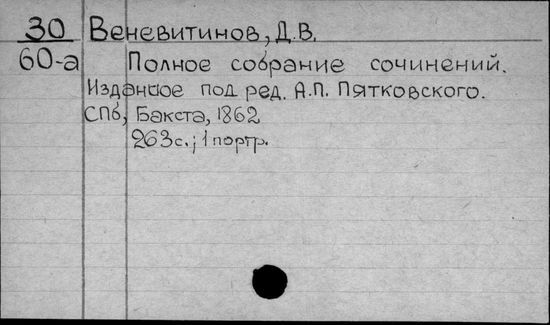 30 Веневитинов, Д.В.
60-а Полное собрание сочинений.
Изданное под ред. А.П. Пятковского.
СПб, Бакста, 1862
263с.; 1 портр.